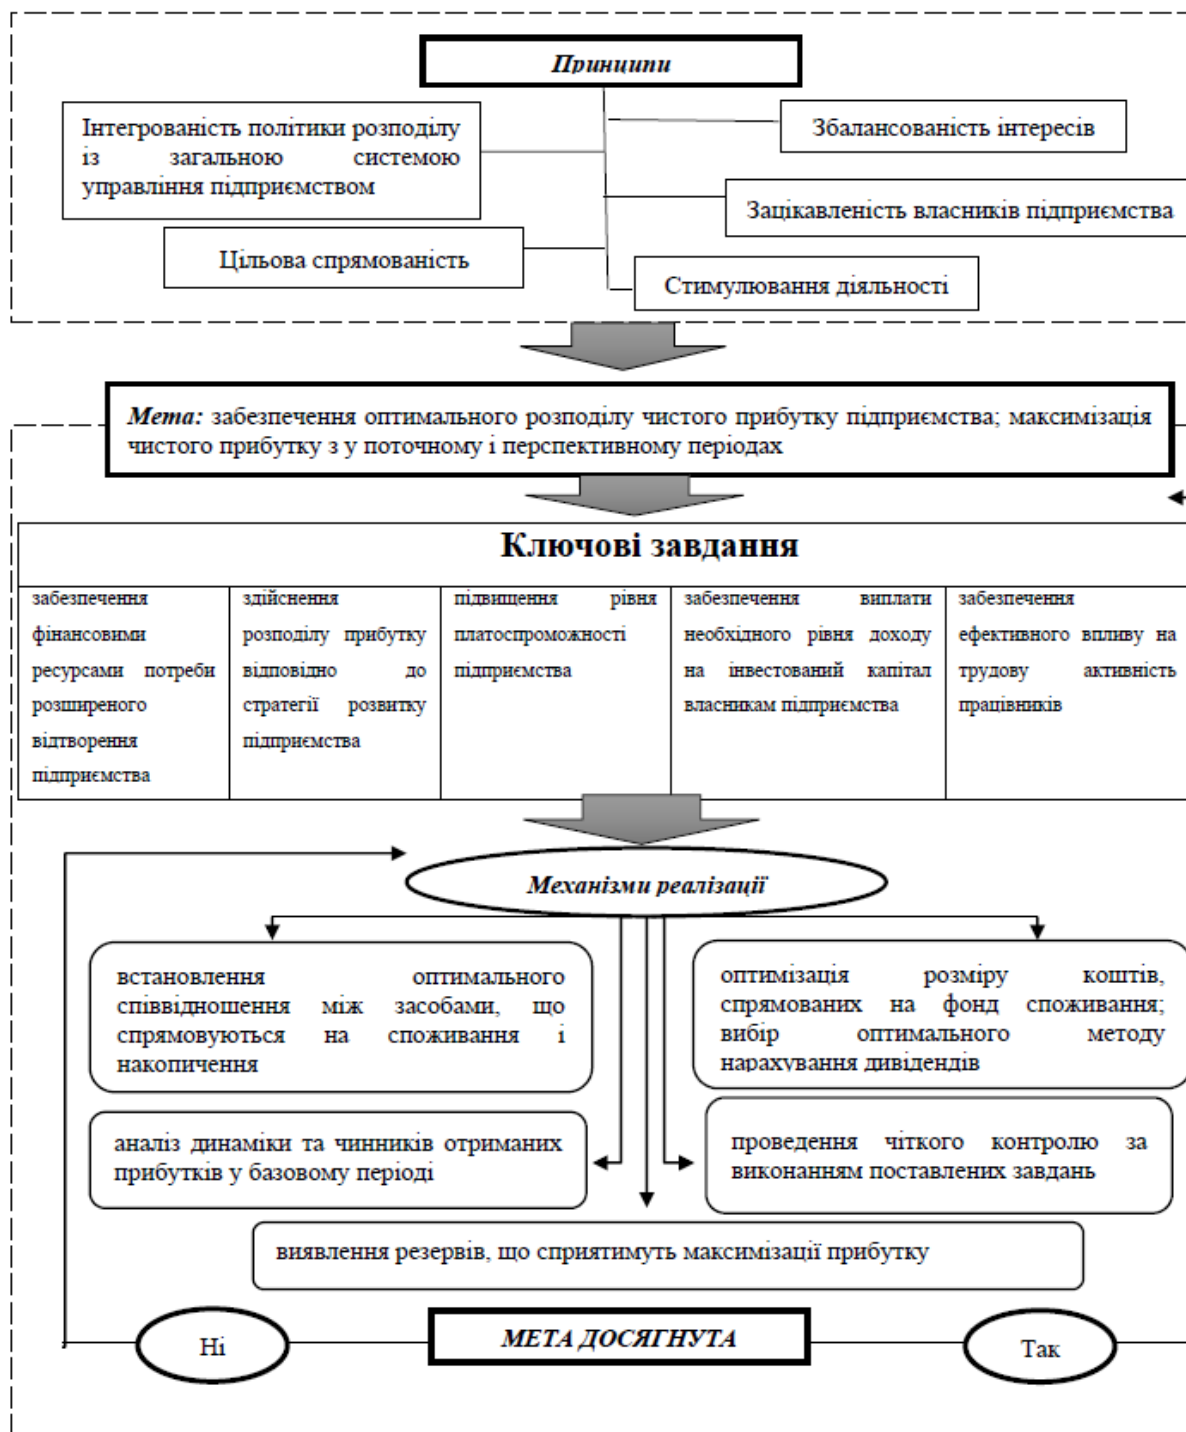 Принципи
Інтегрованість політики розподілу
із загальною системою
управління підприємством
Збалансованість інтересів
Зацікавленість власників підприємства
Цільова спрямованість
Стимулювання діяльності
Мета: забезпечення оптимального розподілу чистого прибутку підприємства; максимізація
чистого прибутку з у поточному і перспективному періодах
Ключові завдання
забезпечення
фінансовими
ресурсами потреби
розширеного
відтворення
підприємства
здійснення
розподілу прибутку
відповідно до
стратегії розвитку
підприємства
підвищення рівня
платоспроможності
підприємства
забезпечення виплати
необхідного рівня доходу
на інвестований капітал
власникам підприємства
забезпечення
ефективного впливу на
трудову активність
працівників
Механізми реалізації
встановлення оптимального
співвідношення між засобами, що
спрямовуються на споживання і
накопичення
оптимізація розміру коштів,
спрямованих на фонд споживання;
вибір оптимального методу
нарахування дивідендів
аналіз динаміки та чинників отриманих
прибутків у базовому періоді
проведення чіткого контролю за
виконанням поставлених завдань
виявлення резервів, що сприятимуть максимізації прибутку
Ні
МЕТА ДОСЯГНУТА
Так